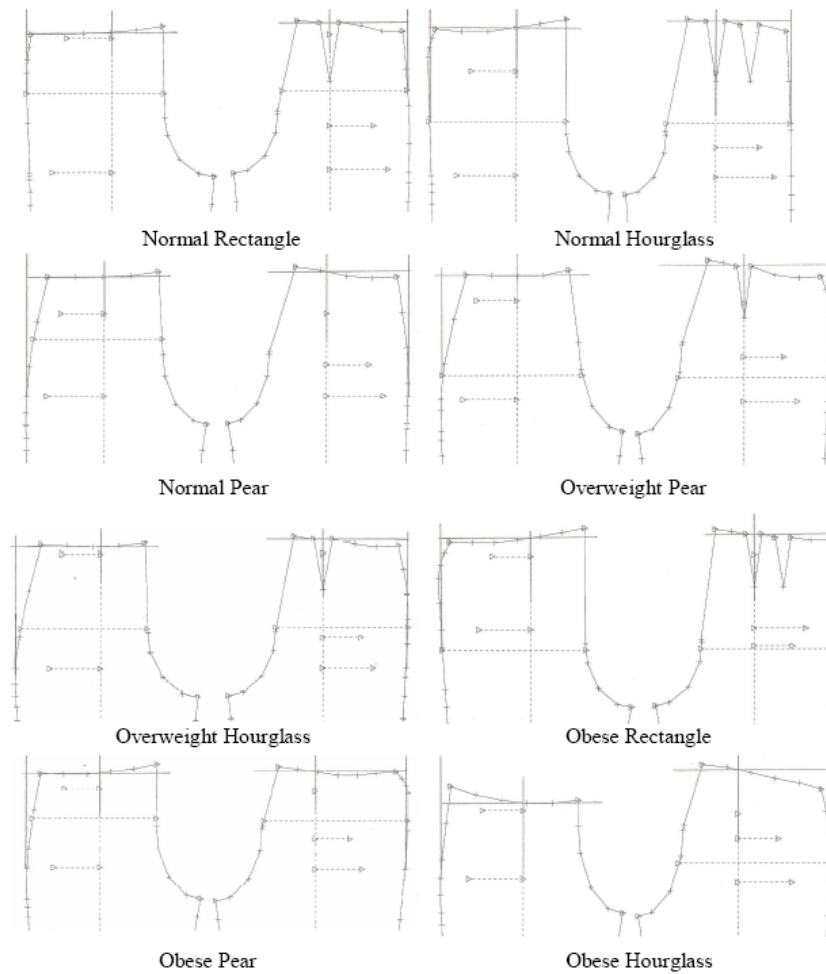 Normal Rectangle
Normal Hourglass
Normal Pear
Overweight Pear
Overweight Hourglass
Obese Rectangle
Obese Pear
Obese Hourglass